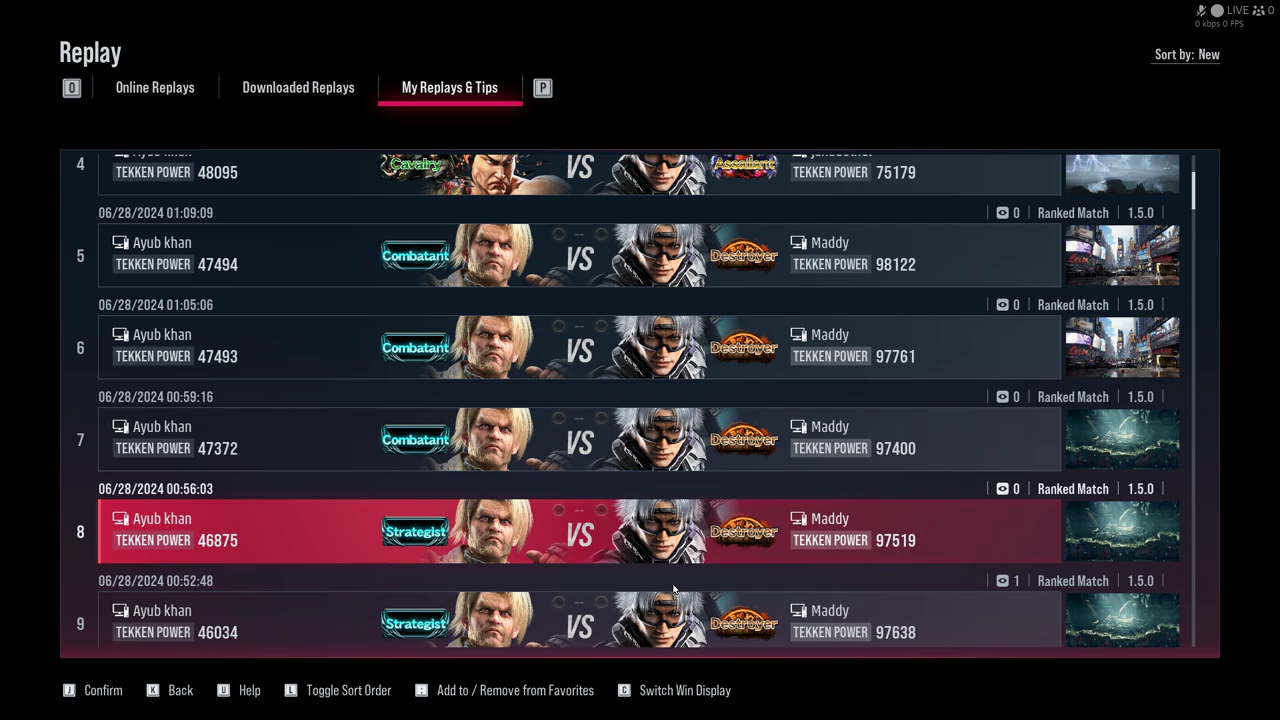 LIVE 0
0 kbps 0 FPS
Replay
Sort by: New
O Online Replays Downloaded Replays My Replays & Tips P
4 Ayub khan Cavalry VS Assailant
TEKKEN POWER 48095 TEKKEN POWER 75179
06/28/2024 01:09:09 0 Ranked Match 1.5.0
5 Ayub khan Combatant -- VS Destroyer Maddy
TEKKEN POWER 47494 TEKKEN POWER 98122
06/28/2024 01:05:06 0 Ranked Match 1.5.0
6 Ayub khan Combatant -- VS Destroyer Maddy
TEKKEN POWER 47493 TEKKEN POWER 97761
06/28/2024 00:59:16 0 Ranked Match 1.5.0
7 Ayub khan Combatant -- VS Destroyer Maddy
TEKKEN POWER 47372 TEKKEN POWER 97400
06/28/2024 00:56:03 0 Ranked Match 1.5.0
8 Ayub khan Strategist -- VS Destroyer Maddy
TEKKEN POWER 46875 TEKKEN POWER 97519
06/28/2024 00:52:48 1 Ranked Match 1.5.0
9 Ayub khan Strategist -- VS Destroyer Maddy
TEKKEN POWER 46034 TEKKEN POWER 97638
J Confirm K Back U Help L Toggle Sort Order Add to / Remove from Favorites C Switch Win Display